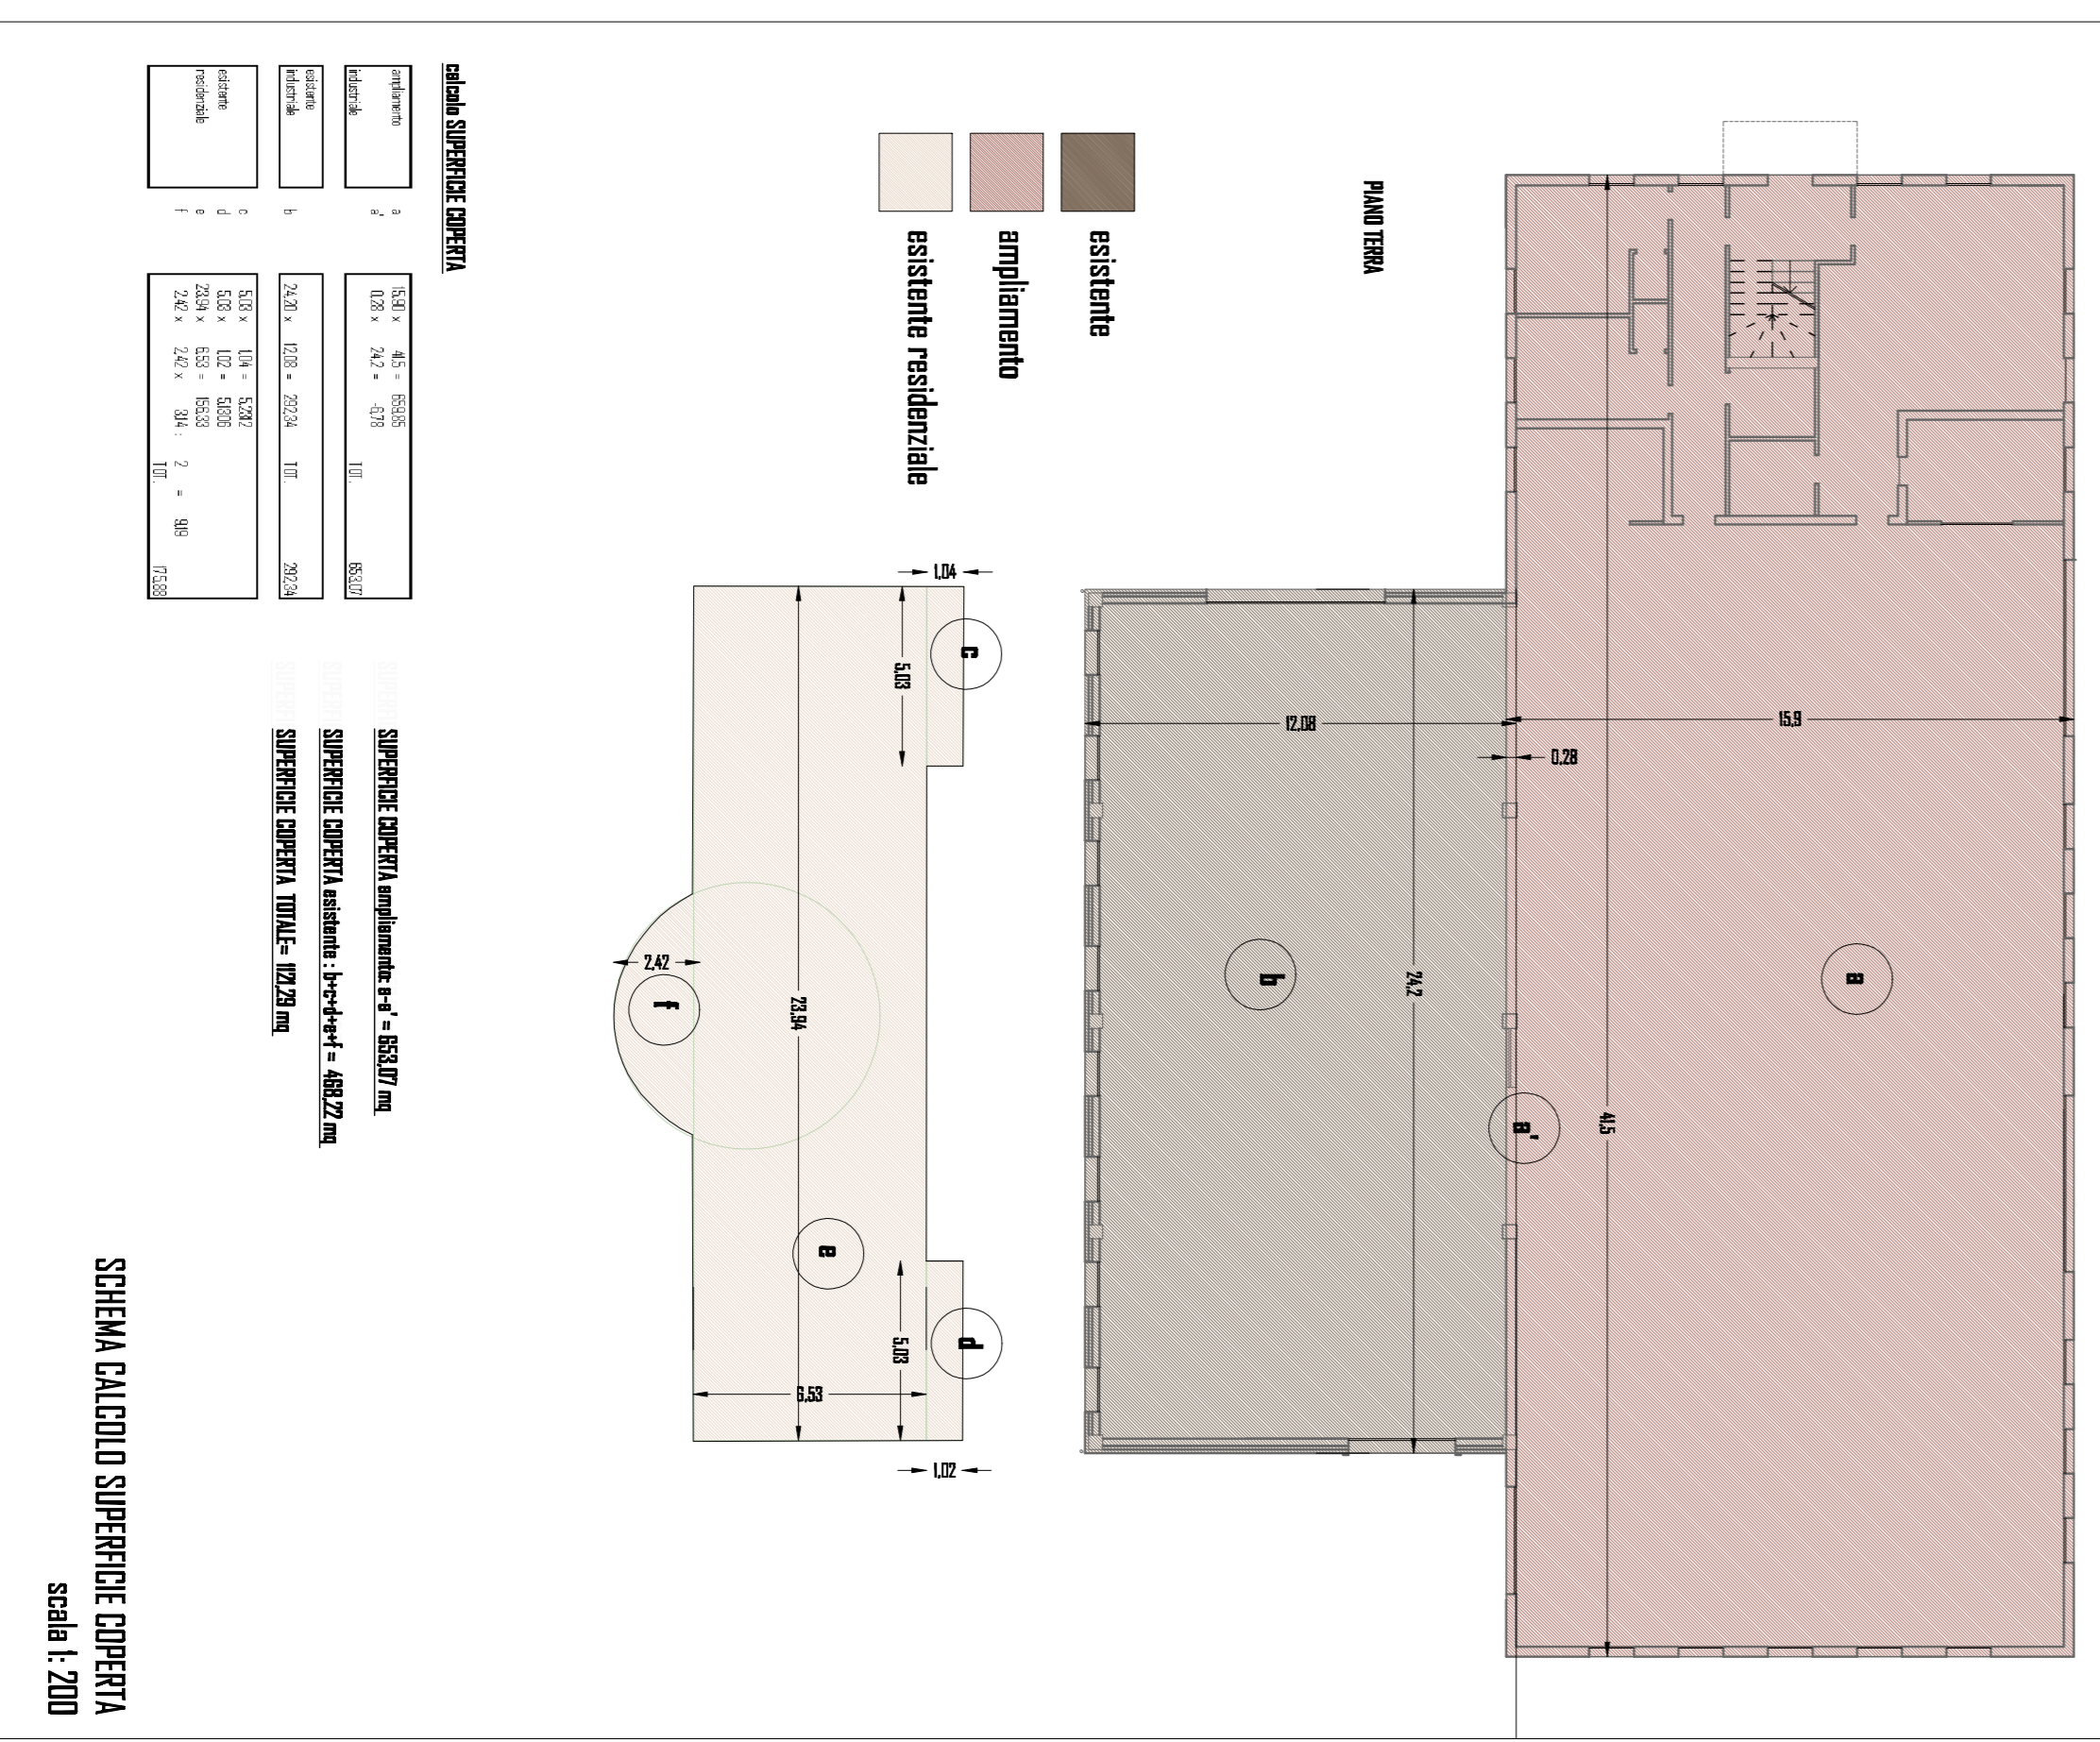 PIANO TERRA
esistente
ampliamento
esistente residenziale
a
b
a'
c
d
e
f
15,9
12,08
0,28
41,5
24,2
1,04
5,03
2,42
23,94
6,53
5,03
1,02
calcolo SUPERFICIE COPERTA
ampliamento a 15,90 x 41,5 = 659,85
industriale a' 0,28 x 24,2 = -6,78
TOT. 653,07
esistente
industriale b 24,20 x 12,08 = 292,34 TOT. 292,34
c 5,03 x 1,04 = 5,2312
esistente d 5,03 x 1,02 = 5,1306
residenziale e 23,94 x 6,53 = 156,33
f 2,42 x 2,42 x 3,14 : 2 = 9,19
TOT. 175,88
SUPERFICIE COPERTA ampliamento: a-a' = 653,07 mq
SUPERFICIE COPERTA esistente : b+c+d+e+f = 468,22 mq
SUPERFICIE COPERTA TOTALE= 1121,29 mq
SCHEMA CALCOLO SUPERFICIE COPERTA
scala 1: 200